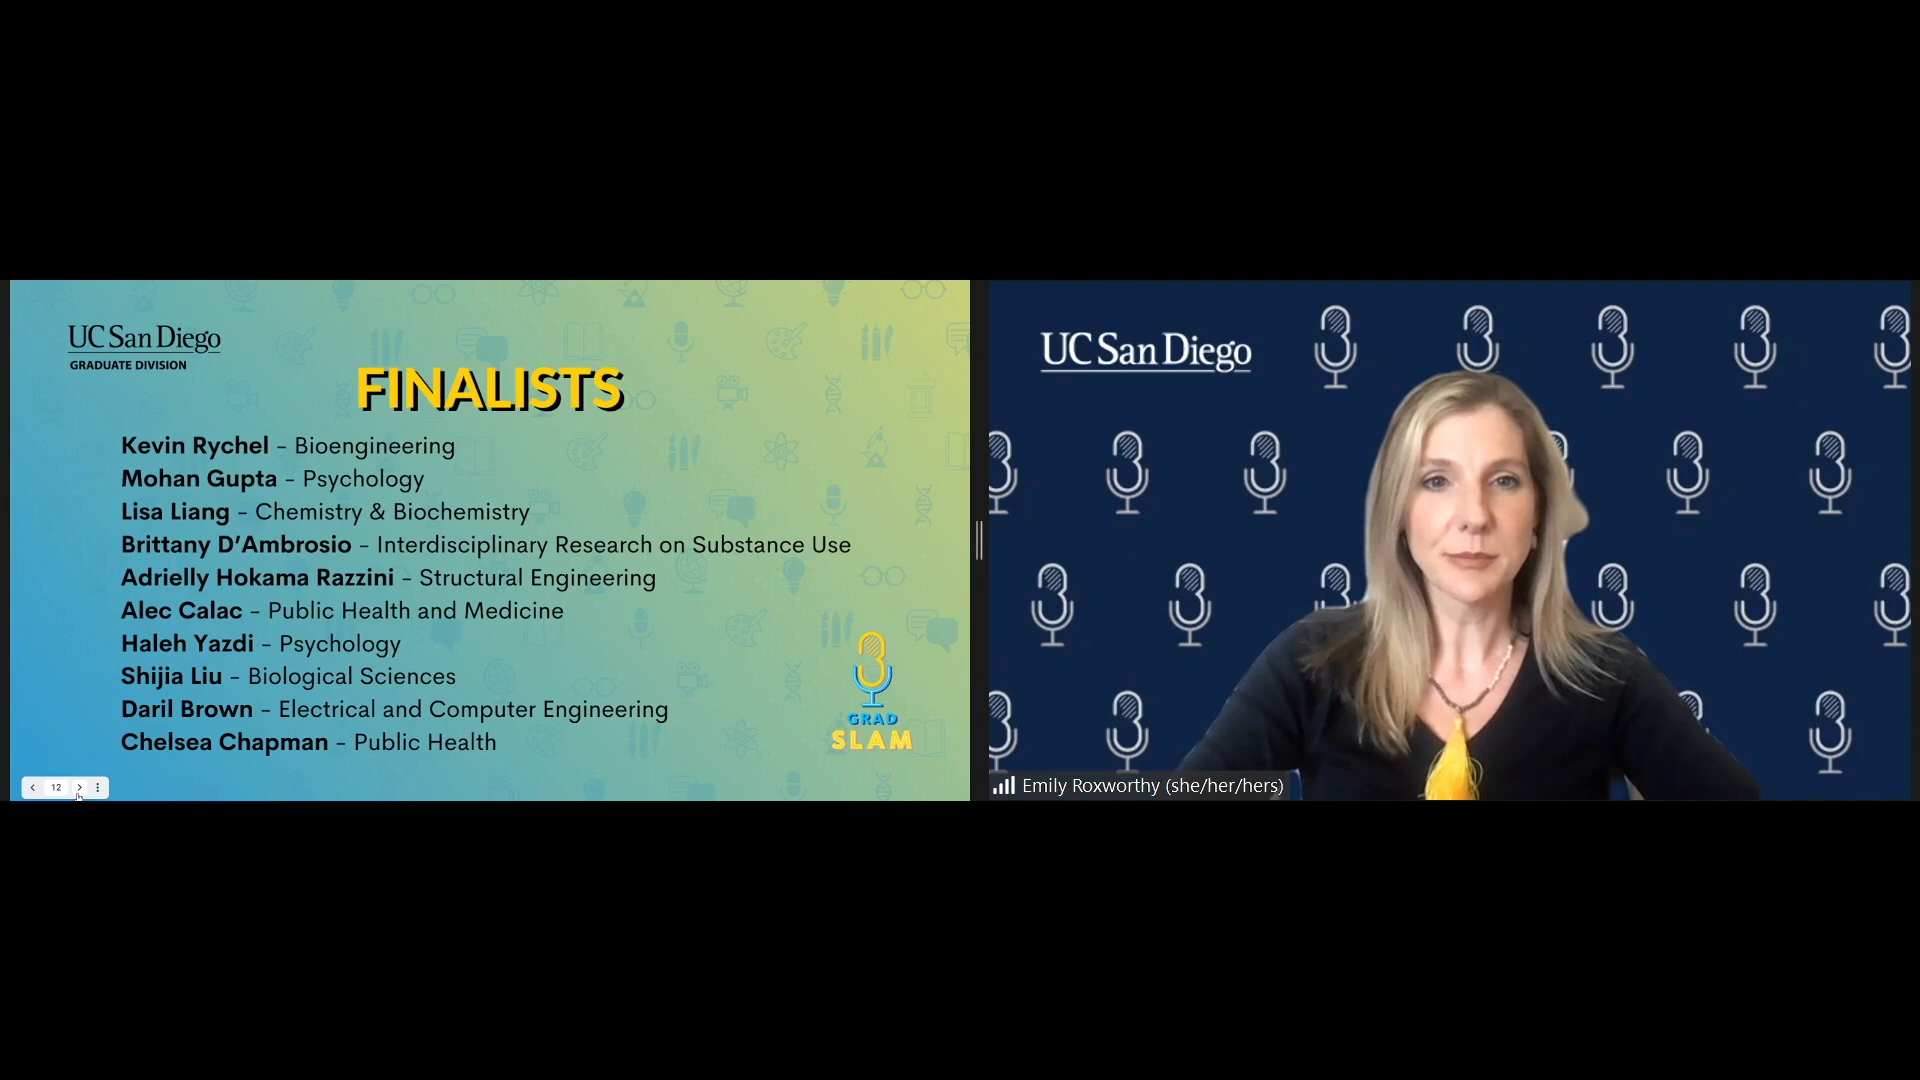 UC San Diego
GRADUATE DIVISION
FINALISTS
Kevin Rychel - Bioengineering
Mohan Gupta - Psychology
Lisa Liang - Chemistry & Biochemistry
Brittany D’Ambrosio - Interdisciplinary Research on Substance Use
Adrielly Hokama Razzini - Structural Engineering
Alec Calac - Public Health and Medicine
Haleh Yazdi - Psychology
Shijia Liu - Biological Sciences
Daril Brown - Electrical and Computer Engineering
Chelsea Chapman - Public Health
GRAD
SLAM
12
UC San Diego
Emily Roxworthy (she/her/hers)